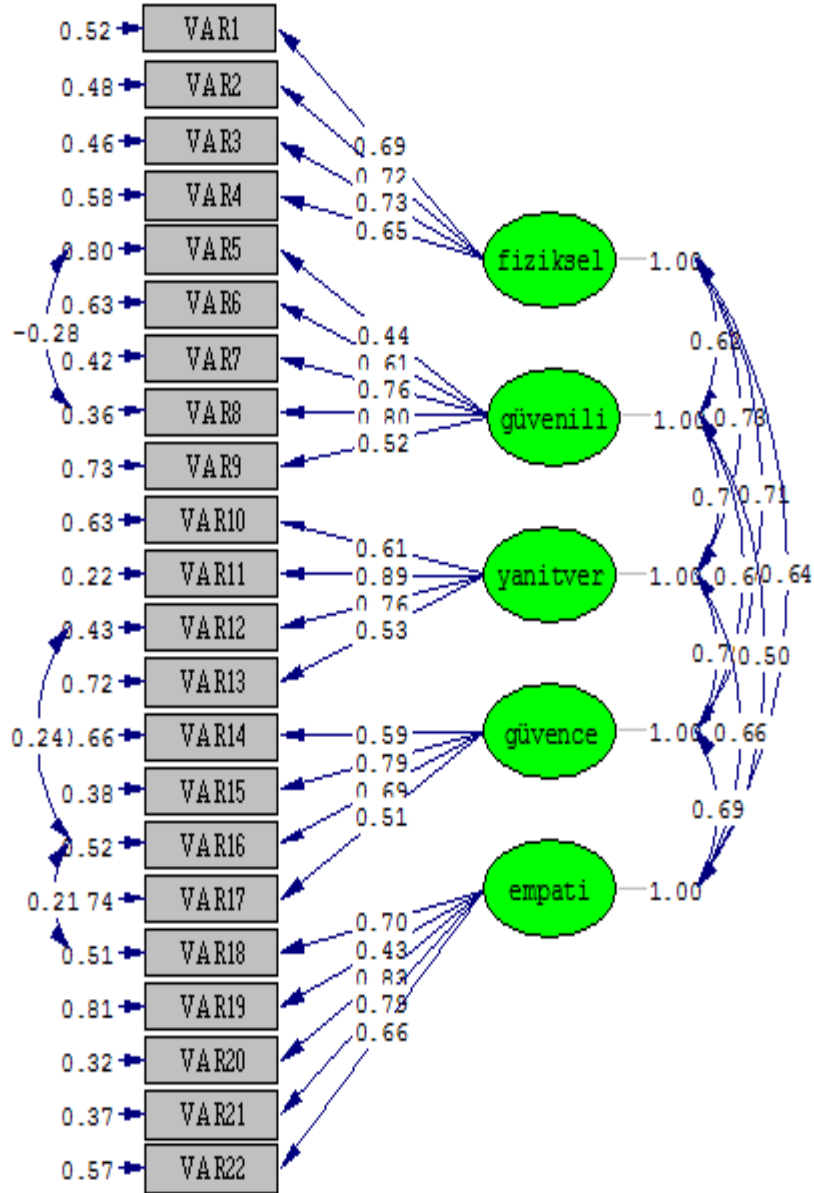 0.52 VAR1
0.48 VAR2
0.46 VAR3
0.58 VAR4
0.80 VAR5
0.63 VAR6
0.42 VAR7
0.36 VAR8
0.73 VAR9
0.63 VAR10
0.22 VAR11
0.43 VAR12
0.72 VAR13
VAR14
0.38 VAR15
0.52 VAR16
VAR17
0.51 VAR18
0.81 VAR19
0.32 VAR20
0.37 VAR21
0.57 VAR22
-0.28
0.24
0.21
0.69
0.72
0.73
0.65
0.44
0.61
0.76
0.80
0.52
0.61
0.89
0.76
0.53
0.59
0.79
0.69
0.51
0.70
0.43
0.83
0.79
0.66
fiziksel 1.00
güvenili 1.00
yanitver 1.00
güvence 1.00
empati 1.00
0.73
0.71
0.64
0.50
0.66
0.69